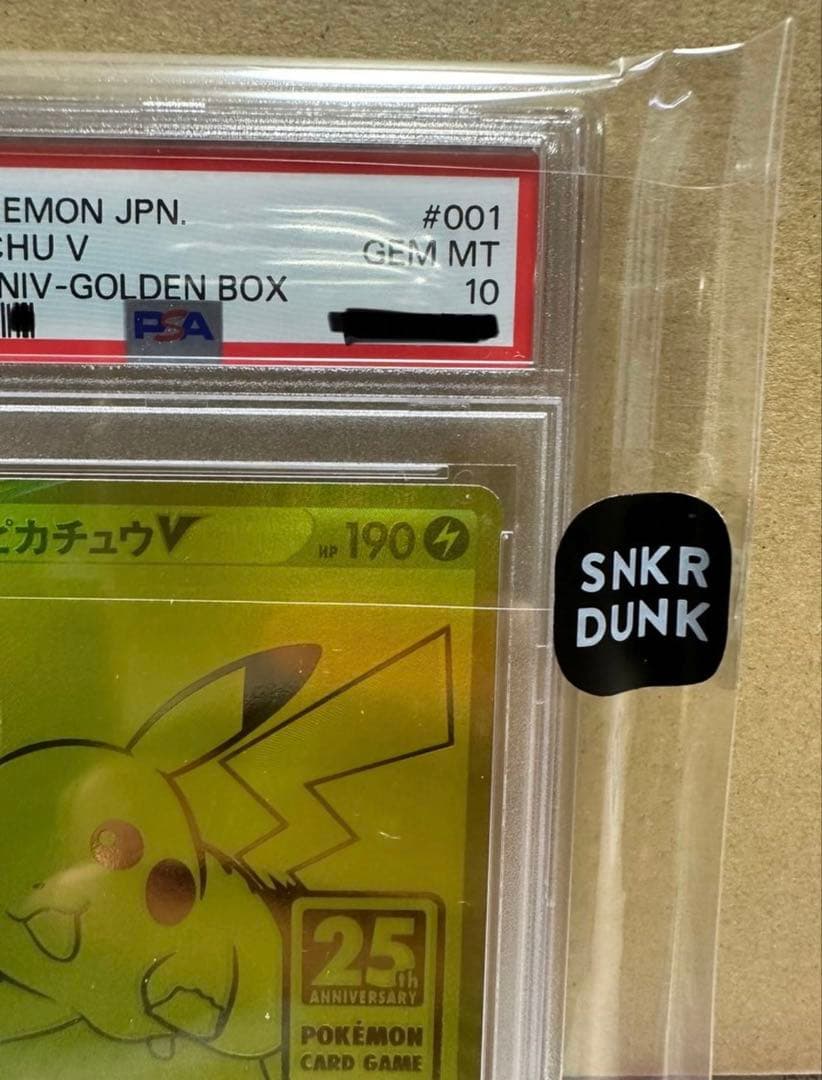 EMON JPN. #001
CHU V GEM MT
NIV-GOLDEN BOX 10
PSA
ピカチュウV HP 190
SNKR
DUNK
25th
ANNIVERSARY
POKÉMON
CARD GAME